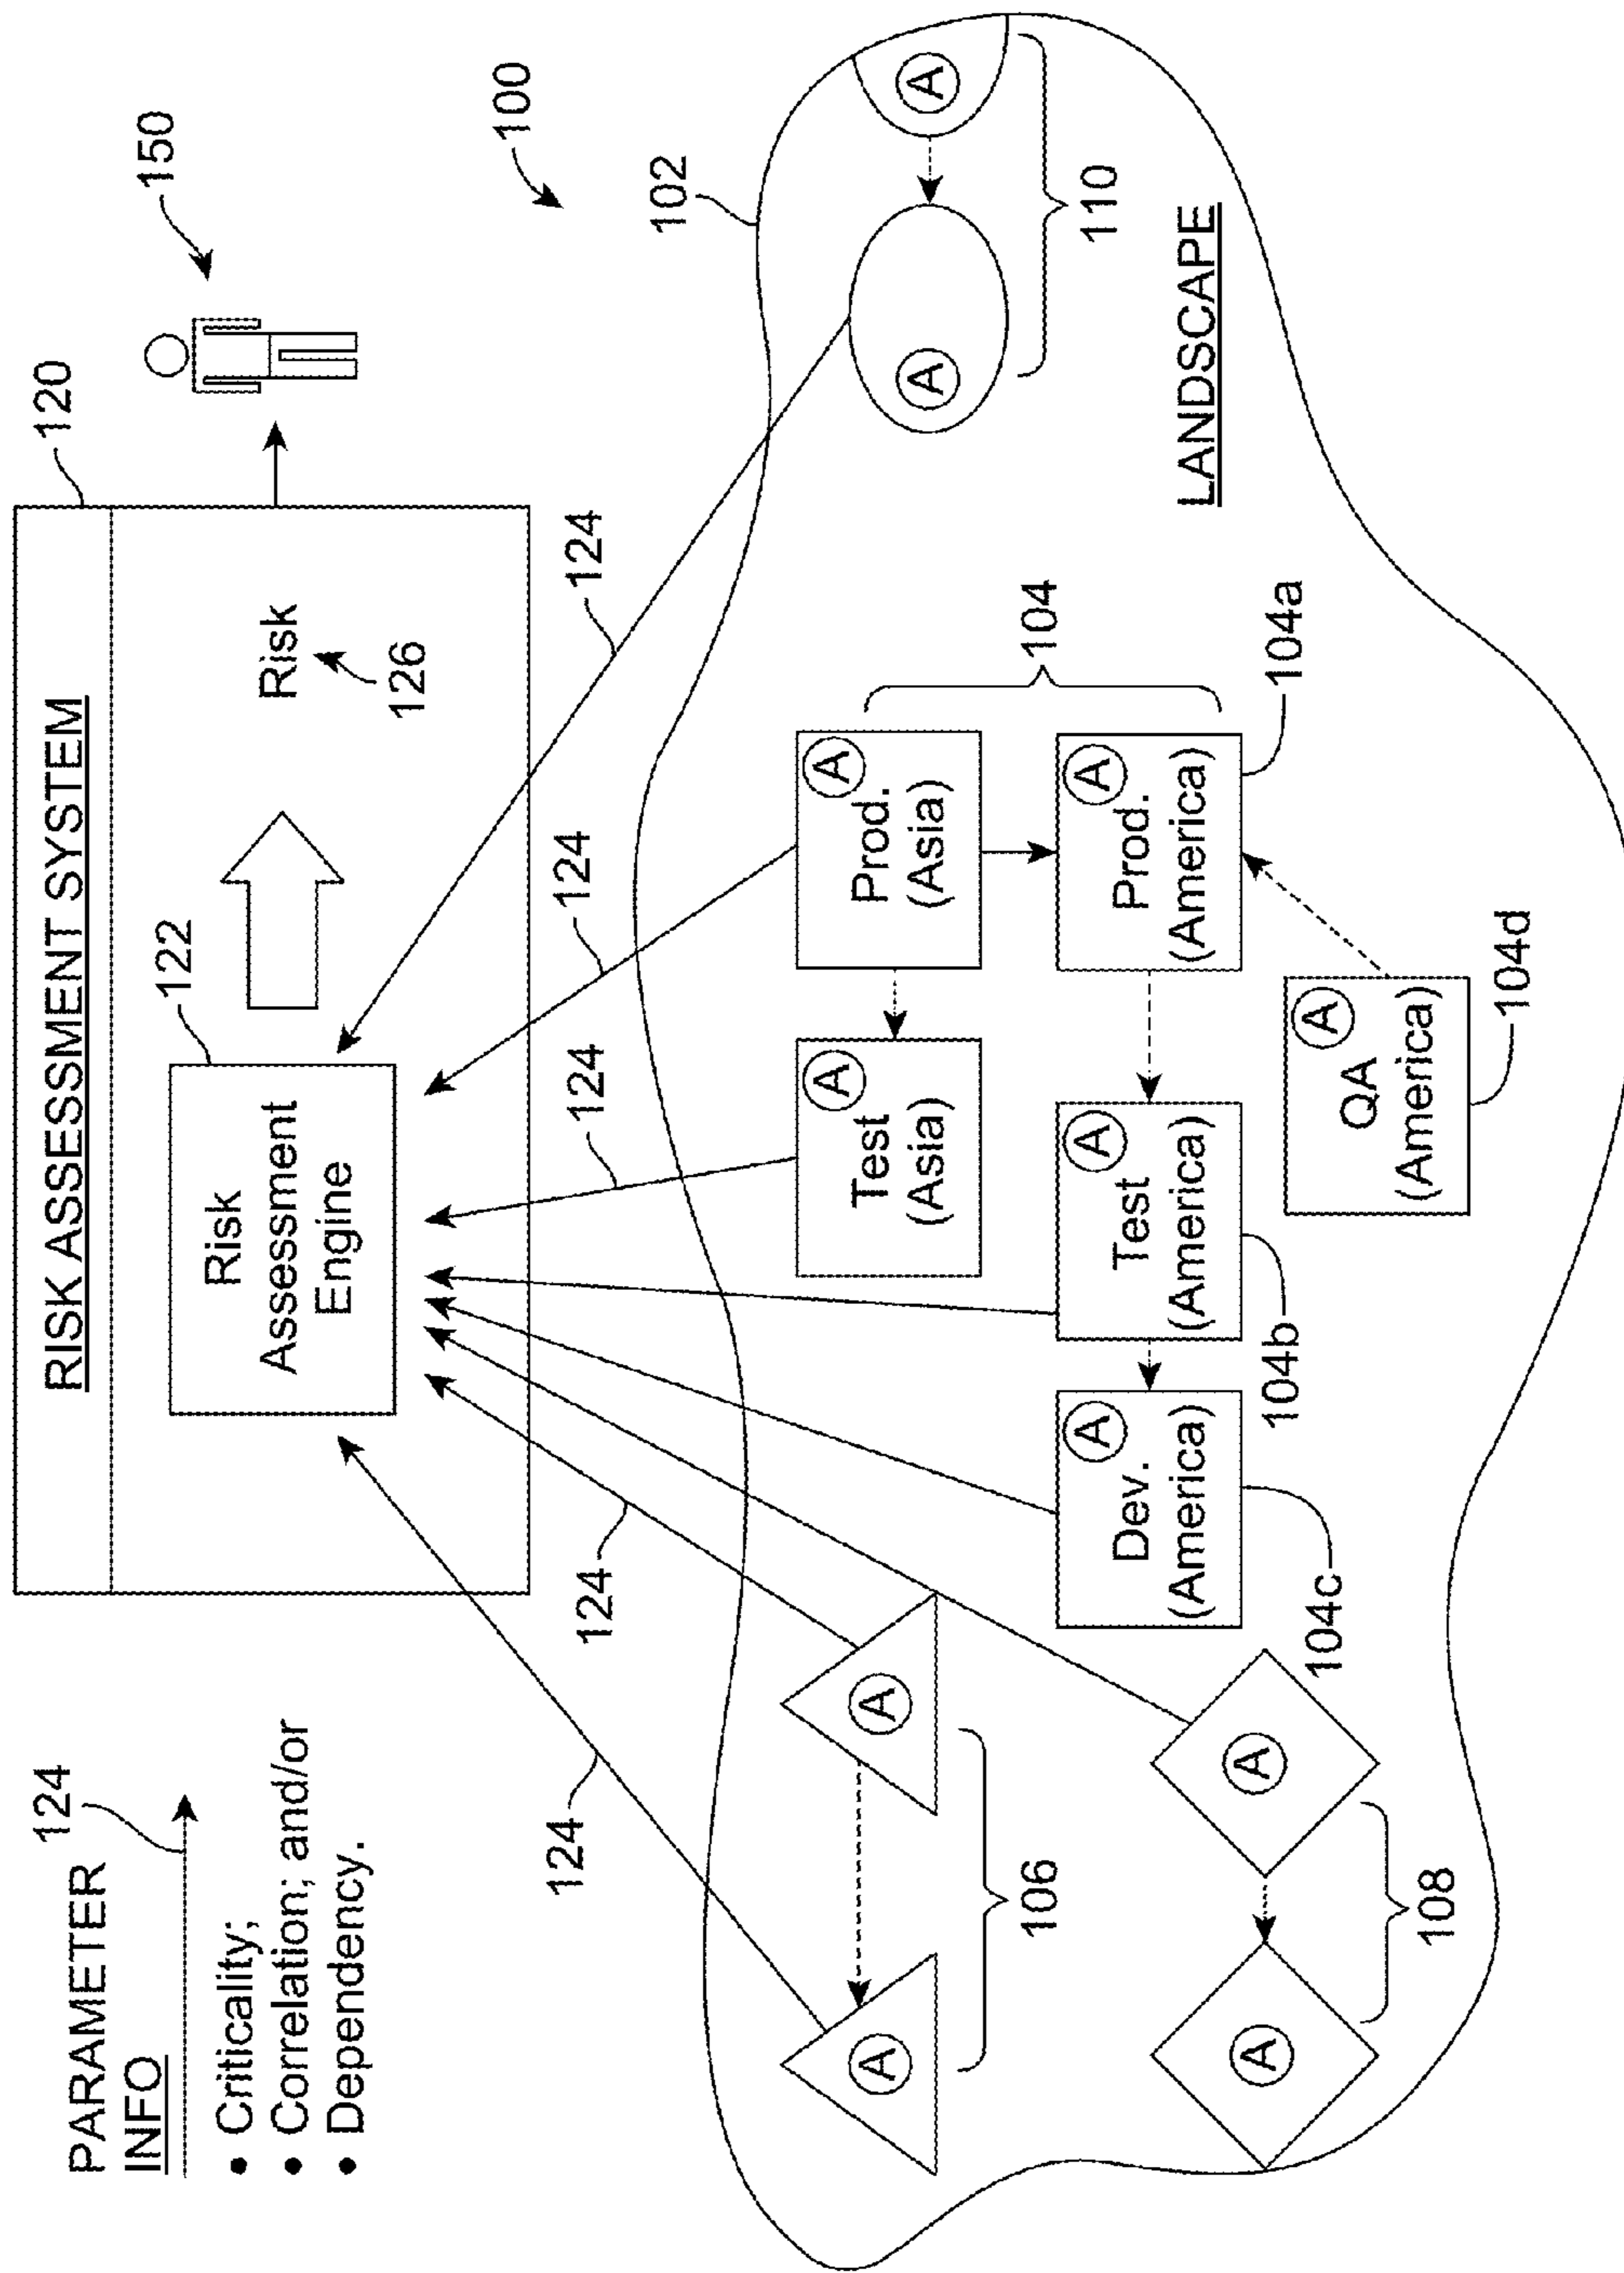 PARAMETER
INFO
124
• Criticality;
• Correlation; and/or
• Dependency.
RISK ASSESSMENT SYSTEM
120
122
Risk
Assessment
Engine
Risk
126
150
100
124
124
124
124
124
124
102
A
A
106
A
A
108
Test
(Asia)
A
Prod.
(Asia)
A
104
Dev.
(America)
A
104c
Test
(America)
A
104b
Prod.
(America)
A
104a
QA
(America)
A
104d
A
A
110
LANDSCAPE